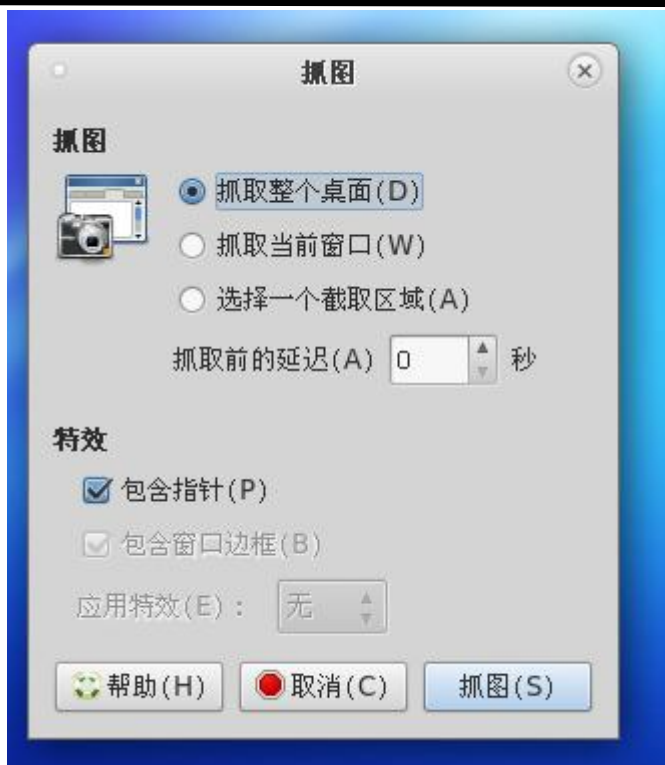 抓图
抓图
抓取整个桌面(D)
抓取当前窗口(W)
选择一个截取区域(A)
抓取前的延迟(A) 0 秒
特效
包含指针(P)
包含窗口边框(B)
应用特效(E)： 无
帮助(H) 取消(C) 抓图(S)